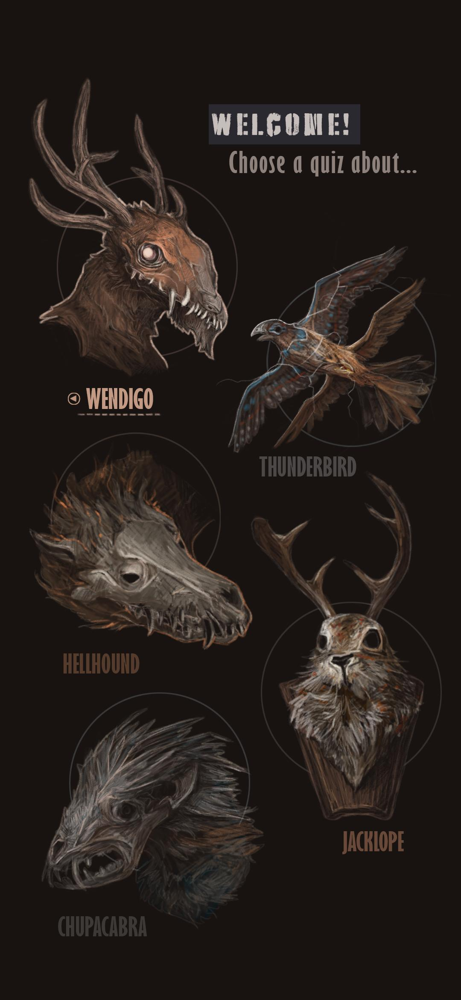 WELCOME!
Choose a quiz about...
WENDIGO
THUNDERBIRD
HELLHOUND
JACKLOPE
CHUPACABRA